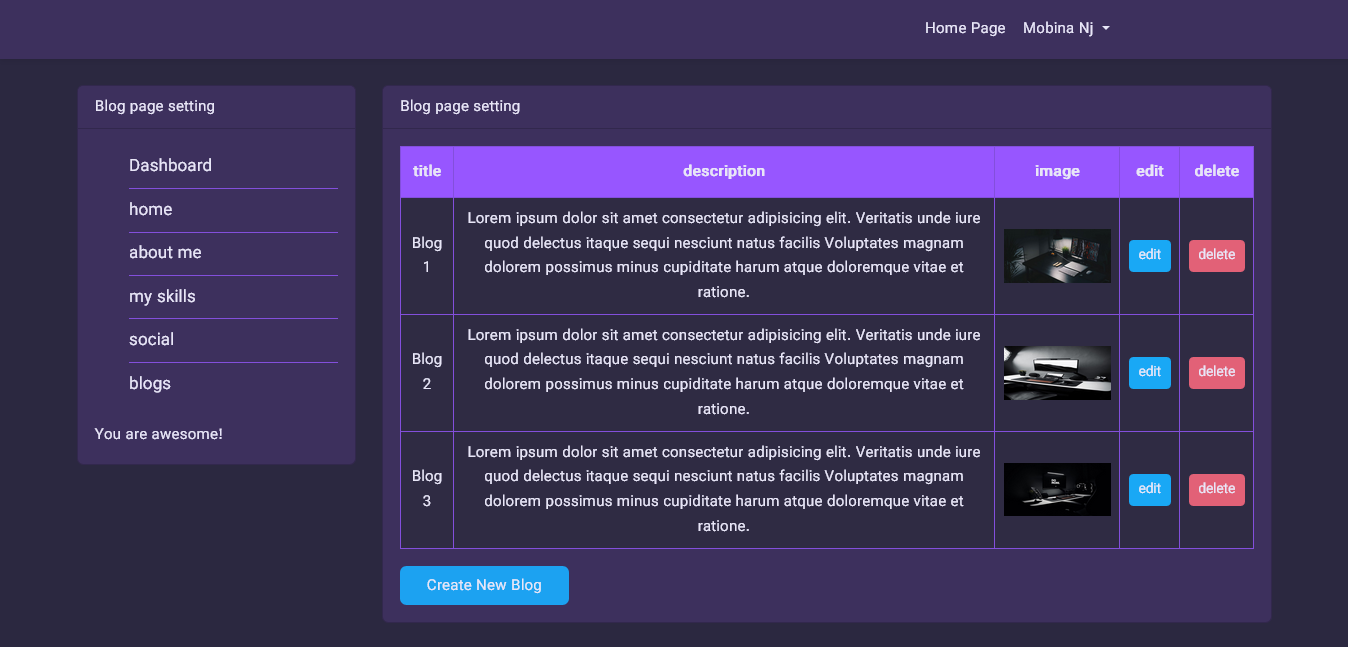 Home Page Mobina Nj
Blog page setting
Dashboard
home
about me
my skills
social
blogs
You are awesome!
Blog page setting
title description image edit delete
Blog 1
Lorem ipsum dolor sit amet consectetur adipisicing elit. Veritatis unde iure
quod delectus itaque sequi nesciunt natus facilis Voluptates magnam
dolorem possimus minus cupiditate harum atque doloremque vitae et
ratione.
edit delete
Blog 2
Lorem ipsum dolor sit amet consectetur adipisicing elit. Veritatis unde iure
quod delectus itaque sequi nesciunt natus facilis Voluptates magnam
dolorem possimus minus cupiditate harum atque doloremque vitae et
ratione.
edit delete
Blog 3
Lorem ipsum dolor sit amet consectetur adipisicing elit. Veritatis unde iure
quod delectus itaque sequi nesciunt natus facilis Voluptates magnam
dolorem possimus minus cupiditate harum atque doloremque vitae et
ratione.
edit delete
Create New Blog